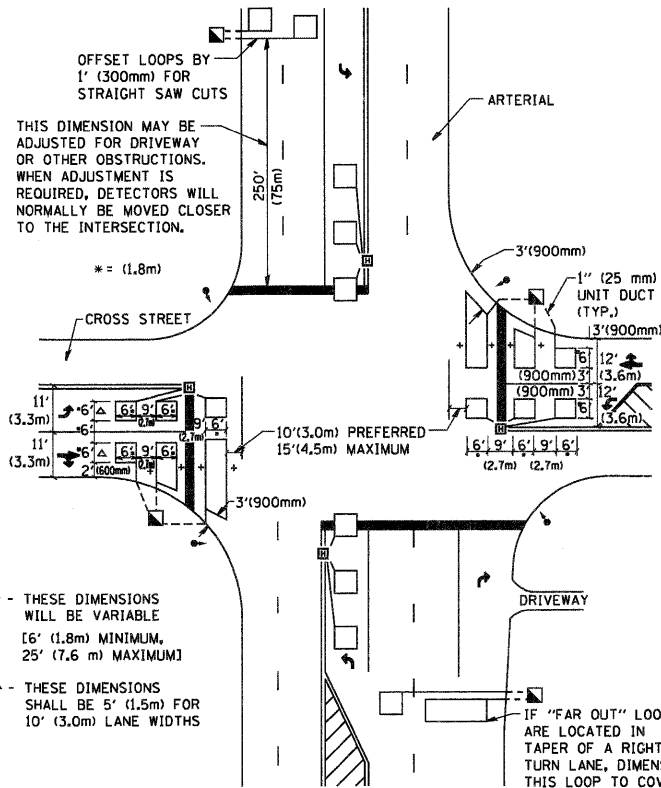 OFFSET LOOPS BY
1' (300mm) FOR
STRAIGHT SAW CUTS
ARTERIAL
THIS DIMENSION MAY BE
ADJUSTED FOR DRIVEWAY
OR OTHER OBSTRUCTIONS.
WHEN ADJUSTMENT IS
REQUIRED, DETECTORS WILL
NORMALLY BE MOVED CLOSER
TO THE INTERSECTION.
250'
(75m)
* = (1.8m)
H
3'(900mm)
1" (25 mm)
UNIT DUCT
(TYP.)
CROSS STREET
3'(900mm)
6' 12'
(900mm) 3' (3.6m)
(900mm) 3' 12'
6'
(3.6m)
H
6' 9' 6' 9' 6'
(2.7m) (2.7m)
H
11'
(3.3m)
*6' 6' 9' 6'
(2.7m)
*6'
9' 6'
(2.7m)
11'
(3.3m)
*6' 6' 9' 6'
2' (600mm)
10'(3.0m) PREFERRED
15'(4.5m) MAXIMUM
3'(900mm)
H
- THESE DIMENSIONS
WILL BE VARIABLE
[6' (1.8m) MINIMUM,
25' (7.6 m) MAXIMUM]
- THESE DIMENSIONS
SHALL BE 5' (1.5m) FOR
10' (3.0m) LANE WIDTHS
DRIVEWAY
IF "FAR OUT" LOO
ARE LOCATED IN
TAPER OF A RIGHT
TURN LANE, DIMENS
THIS LOOP TO COV